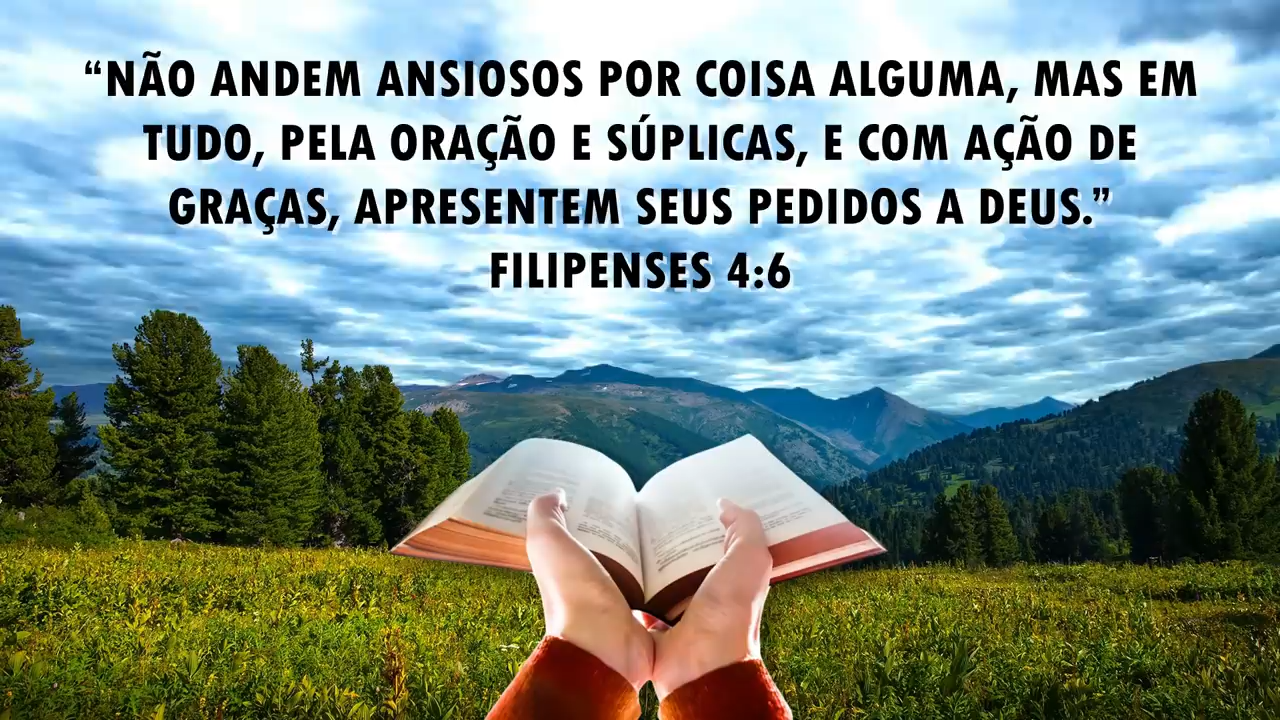 “NÃO ANDEM ANSIOSOS POR COISA ALGUMA, MAS EM
TUDO, PELA ORAÇÃO E SÚPLICAS, E COM AÇÃO DE
GRAÇAS, APRESENTEM SEUS PEDIDOS A DEUS.”
FILIPENSES 4:6